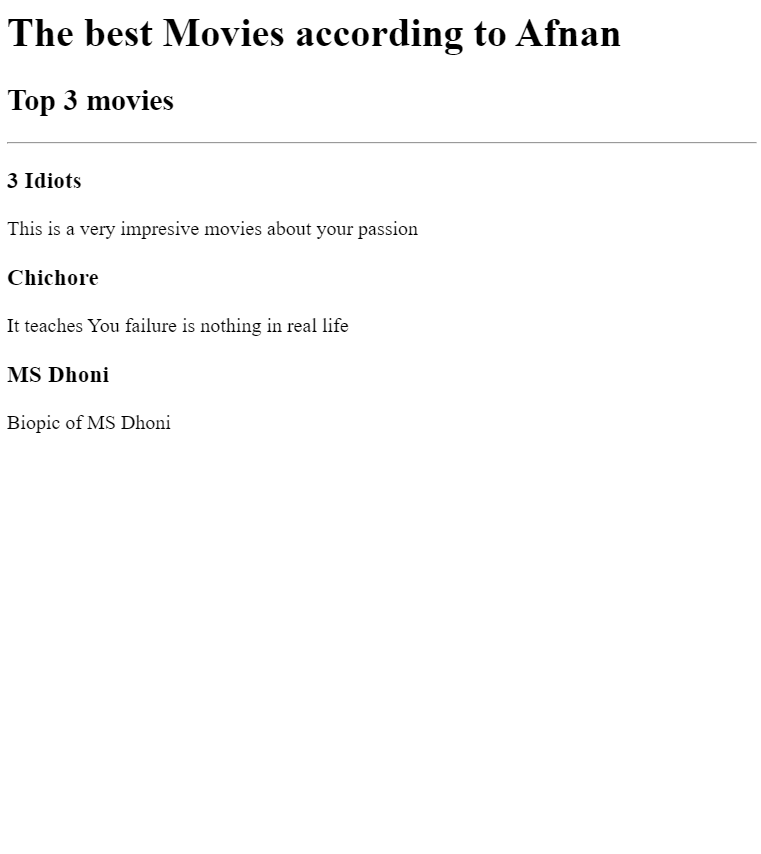 The best Movies according to Afnan
Top 3 movies
3 Idiots
This is a very impresive movies about your passion
Chichore
It teaches You failure is nothing in real life
MS Dhoni
Biopic of MS Dhoni